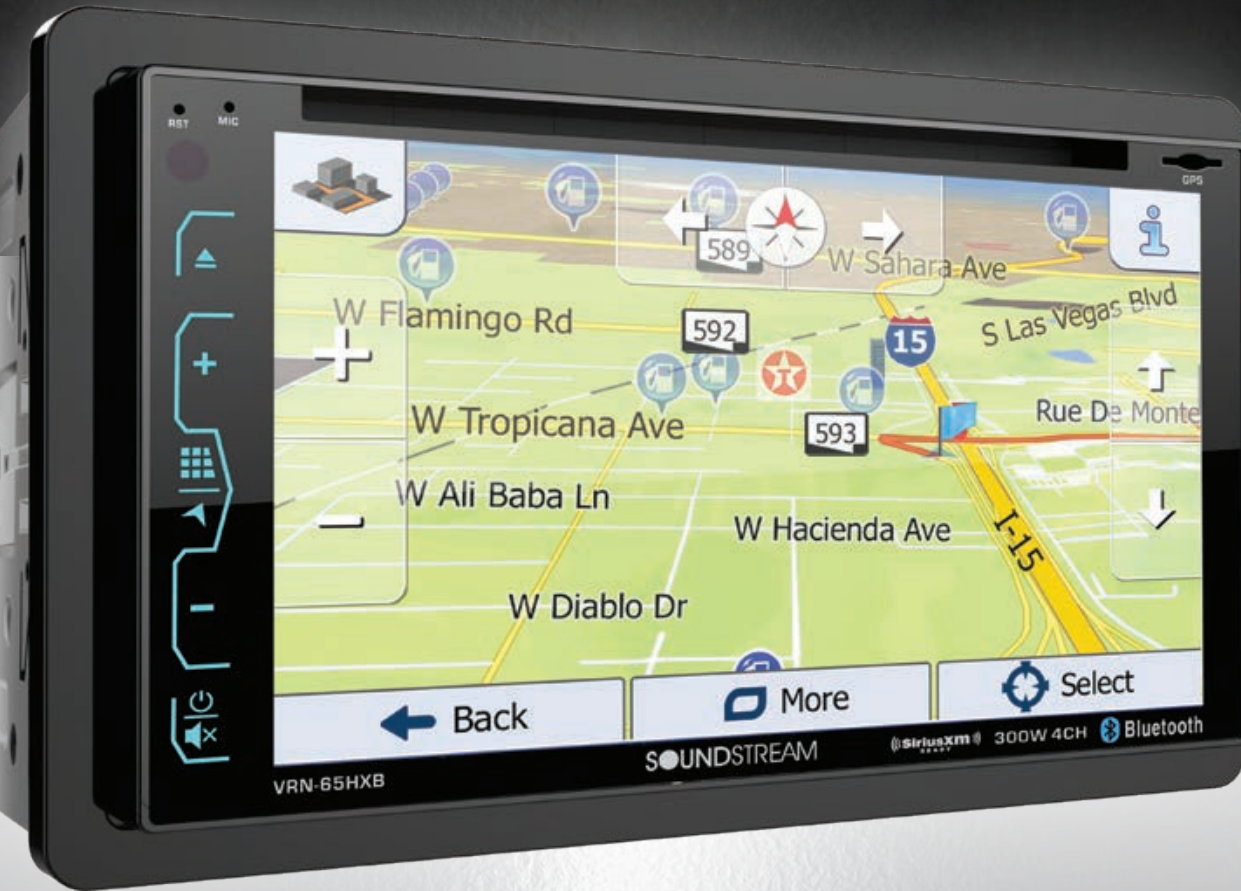 RST MIC
GPS
589
W Sahara Ave
W Flamingo Rd
592
15
S Las Vegas Blvd
W Tropicana Ave
593
Rue De Monte
W Ali Baba Ln
W Hacienda Ave
I-15
W Diablo Dr
Back
More
Select
VRN-65HXB
SOUNDSTREAM
SiriusXM
READY
300W 4CH
Bluetooth